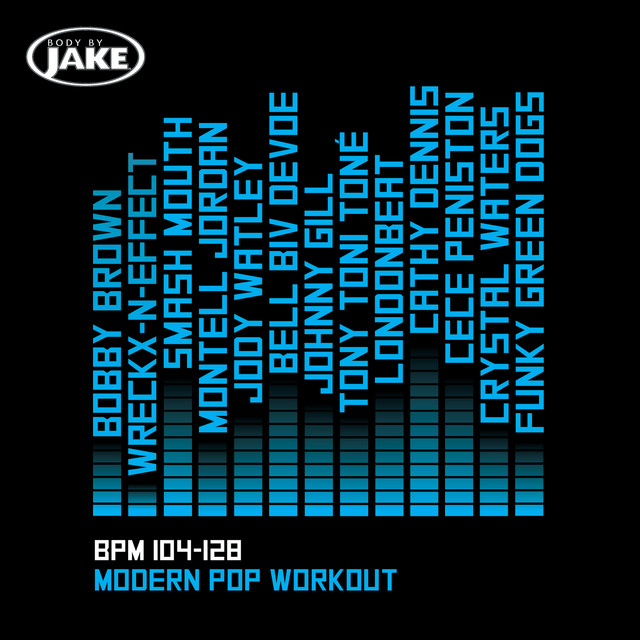 BODY BY
JAKE
BOBBY BROWN
WRECKX-N-EFFECT
SMASH MOUTH
MONTELL JORDAN
JODY WATLEY
BELL BIV DEVOE
JOHNNY GILL
TONY TONI TONÉ
LONDONBEAT
CATHY DENNIS
CECE PENISTON
CRYSTAL WATERS
FUNKY GREEN DOGS
BPM 104-128
MODERN POP WORKOUT